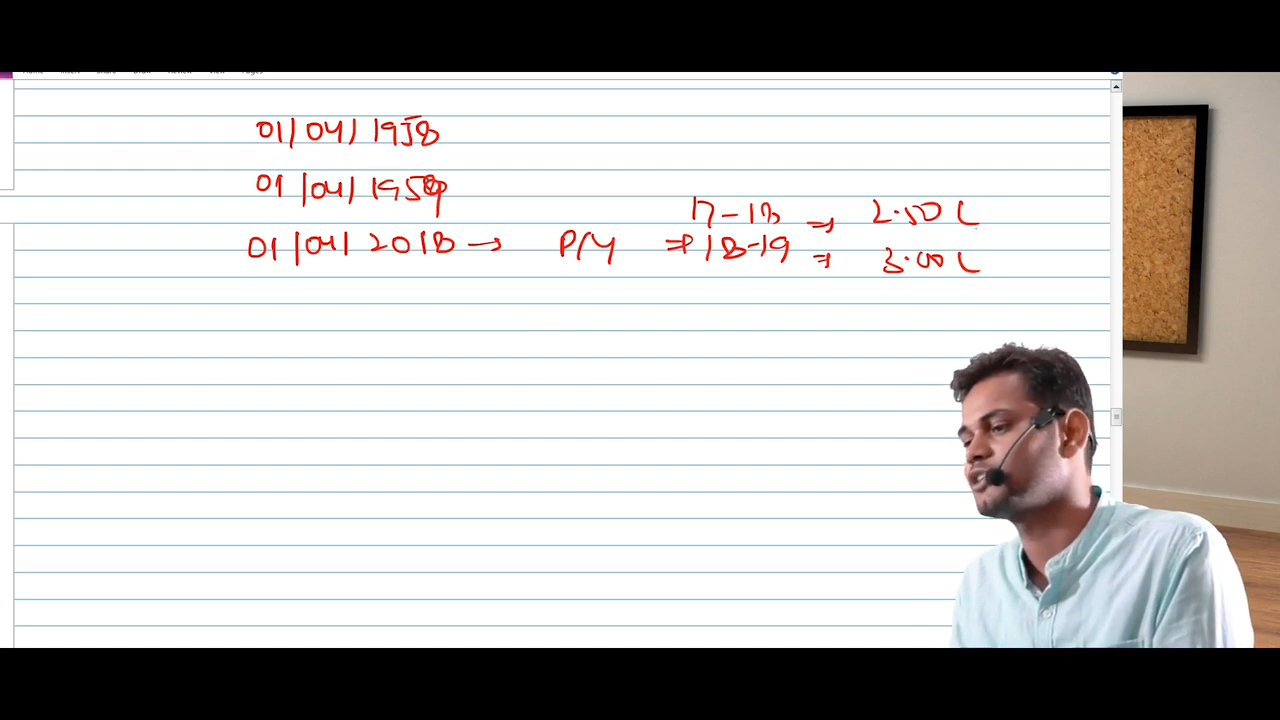 01/04/1958
01/04/1959
17-18 ⇒ 2.50 L
01/04/2018 → P/Y ⇒ 18-19 ⇒ 3.00 L